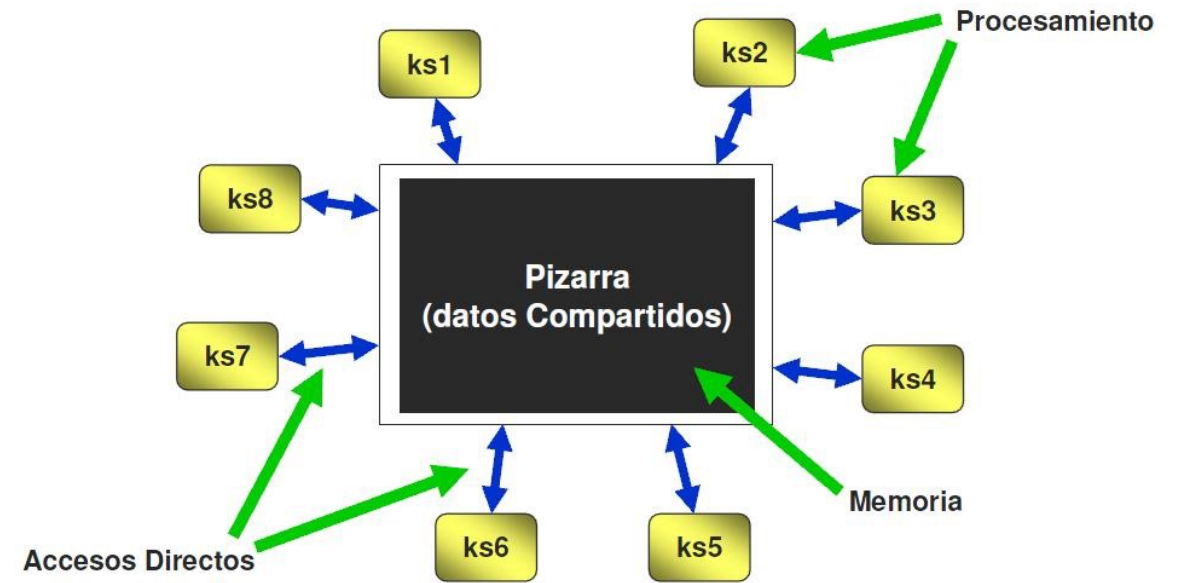 Procesamiento
ks1
ks2
ks8
ks3
Pizarra
(datos Compartidos)
ks7
ks4
Memoria
ks6
ks5
Accesos Directos